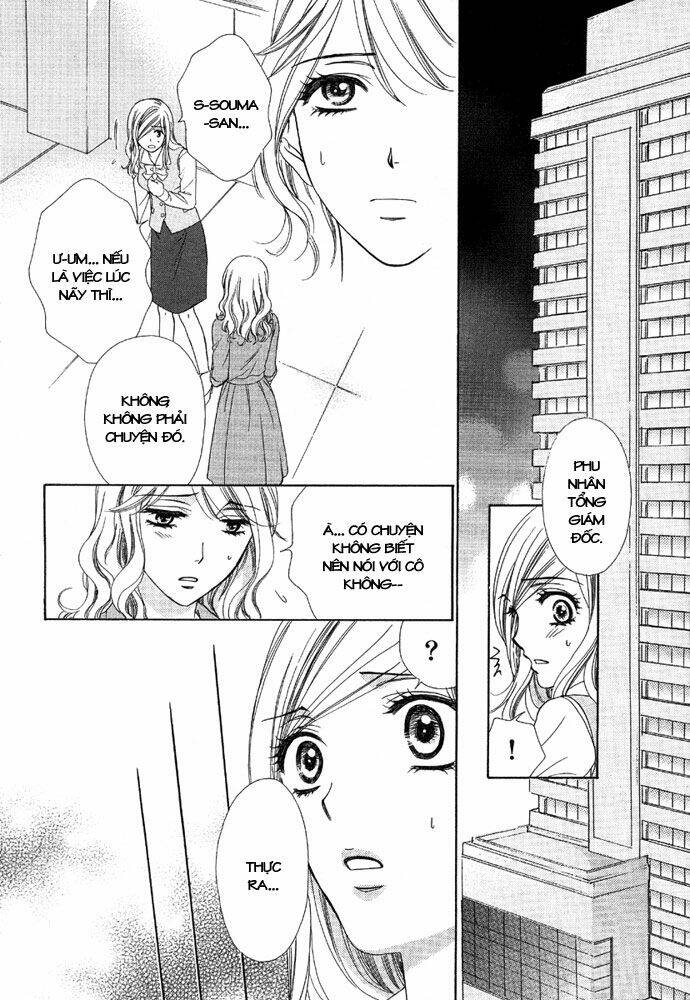 PHU
NHÂN
TỔNG
GIÁM
ĐỐC.
!
S-SOUMA
-SAN...
Ư-UM... NẾU
LÀ VIỆC LÚC
NÃY THÌ...
KHÔNG
KHÔNG PHẢI
CHUYỆN ĐÓ.
À... CÓ CHUYỆN
KHÔNG BIẾT
NÊN NÓI VỚI CÔ
KHÔNG--
?
THỰC
RA...